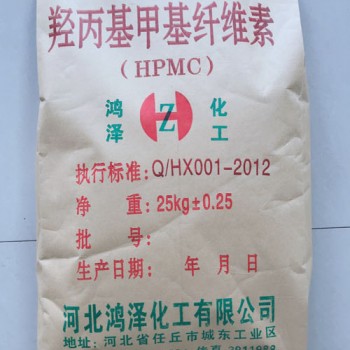 羟丙基甲基纤维素
(HPMC)
鸿 化
泽 Z 工
执行标准:Q/HX001-2012
净 重:25kg±0.25
批 号:
生产日期: 年 月 日
河北鸿泽化工有限公司
地址:河北省任丘市城东工业区